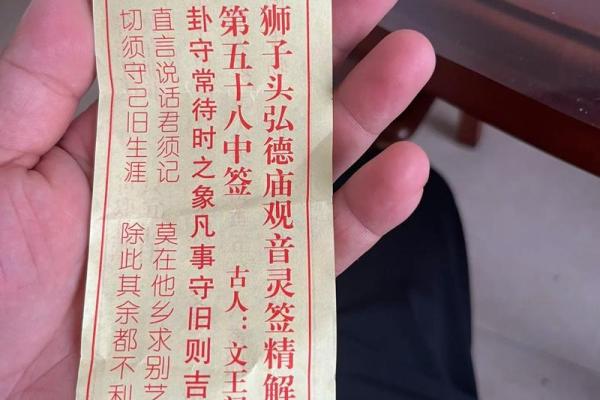 狮子头弘德庙观音灵签精解
第五十八中签 古人：文王
卦守常待时之象凡事守旧则吉
直言说话君须记 莫在他乡求别艺
切须守己旧生涯 除此其余都不利